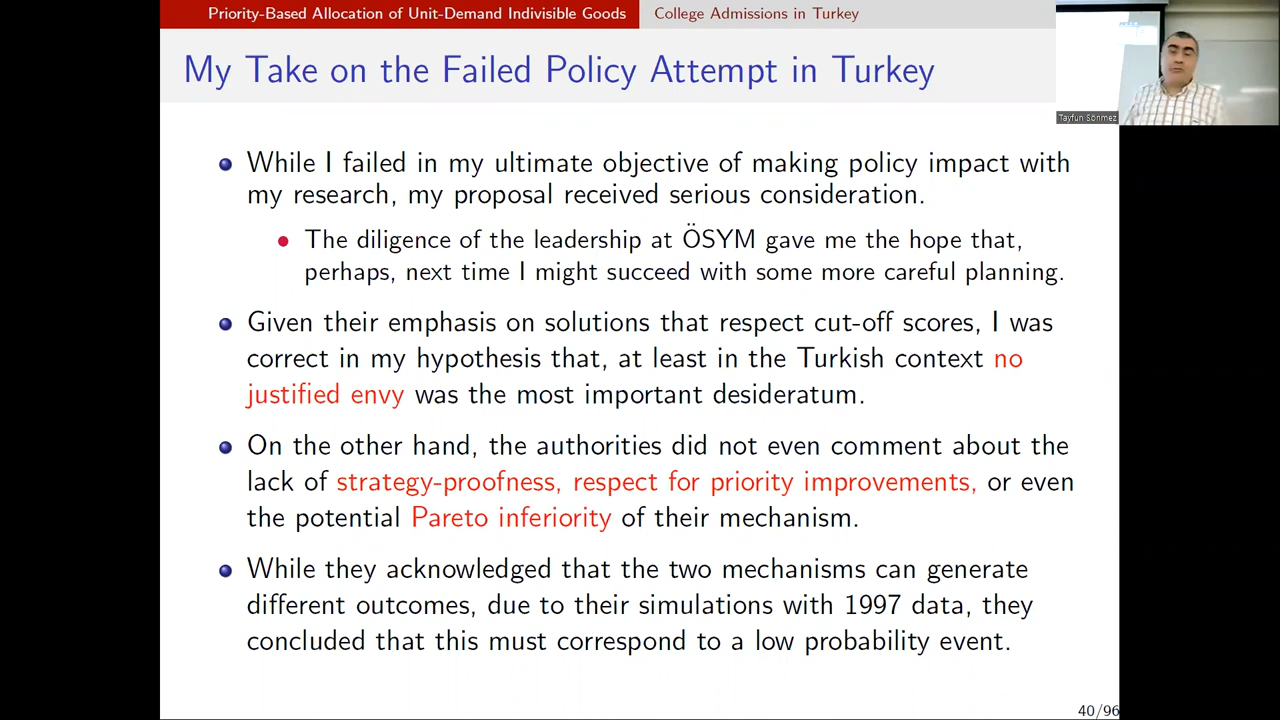 Priority-Based Allocation of Unit-Demand Indivisible Goods College Admissions in Turkey
My Take on the Failed Policy Attempt in Turkey
Tayfun Sönmez
While I failed in my ultimate objective of making policy impact with
my research, my proposal received serious consideration.
The diligence of the leadership at ÖSYM gave me the hope that,
perhaps, next time I might succeed with some more careful planning.
Given their emphasis on solutions that respect cut-off scores, I was
correct in my hypothesis that, at least in the Turkish context no
justified envy was the most important desideratum.
On the other hand, the authorities did not even comment about the
lack of strategy-proofness, respect for priority improvements, or even
the potential Pareto inferiority of their mechanism.
While they acknowledged that the two mechanisms can generate
different outcomes, due to their simulations with 1997 data, they
concluded that this must correspond to a low probability event.
40/96